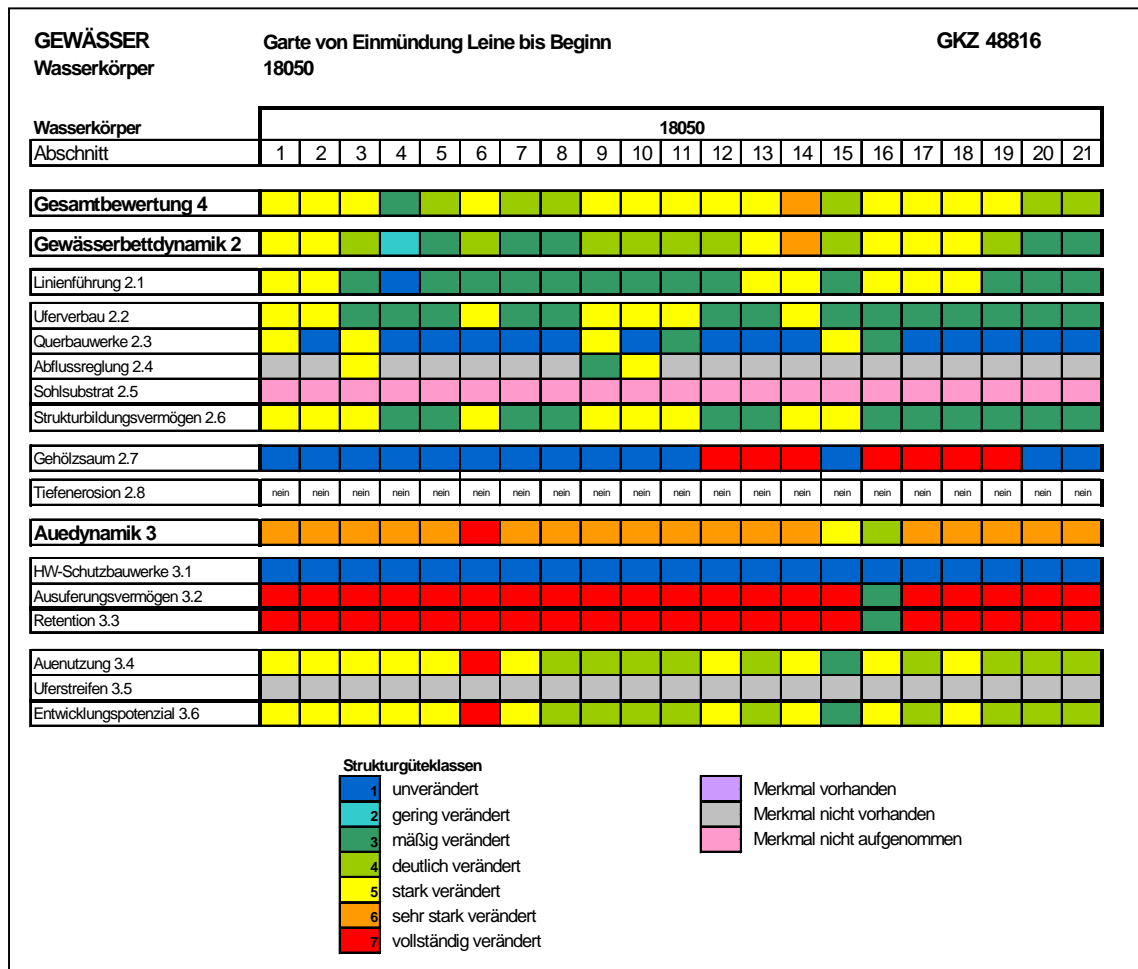 GEWÄSSER Garte von Einmündung Leine bis Beginn GKZ 48816
Wasserkörper 18050
Wasserkörper 18050
Abschnitt 1 2 3 4 5 6 7 8 9 10 11 12 13 14 15 16 17 18 19 20 21
Gesamtbewertung 4
Gewässerbettdynamik 2
Linienführung 2.1
Uferverbau 2.2
Querbauwerke 2.3
Abflussreglung 2.4
Sohlsubstrat 2.5
Strukturbildungsvermögen 2.6
Gehölzsaum 2.7
Tiefenerosion 2.8 nein nein nein nein nein nein nein nein nein nein nein nein nein nein nein nein nein nein nein nein nein
Auedynamik 3
HW-Schutzbauwerke 3.1
Ausuferungsvermögen 3.2
Retention 3.3
Auenutzung 3.4
Uferstreifen 3.5
Entwicklungspotenzial 3.6
Strukturgüteklassen
1 unverändert Merkmal vorhanden
2 gering verändert Merkmal nicht vorhanden
3 mäßig verändert Merkmal nicht aufgenommen
4 deutlich verändert
5 stark verändert
6 sehr stark verändert
7 vollständig verändert